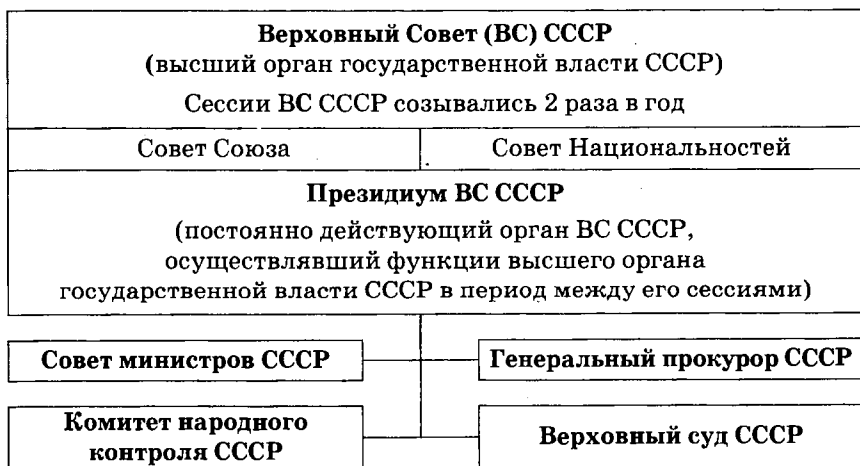 Верховный Совет (ВС) СССР
(высший орган государственной власти СССР)
Сессии ВС СССР созывались 2 раза в год
Совет Союза
Совет Национальностей
Президиум ВС СССР
(постоянно действующий орган ВС СССР,
осуществлявший функции высшего органа
государственной власти СССР в период между его сессиями)
Совет министров СССР
Генеральный прокурор СССР
Комитет народного
контроля СССР
Верховный суд СССР